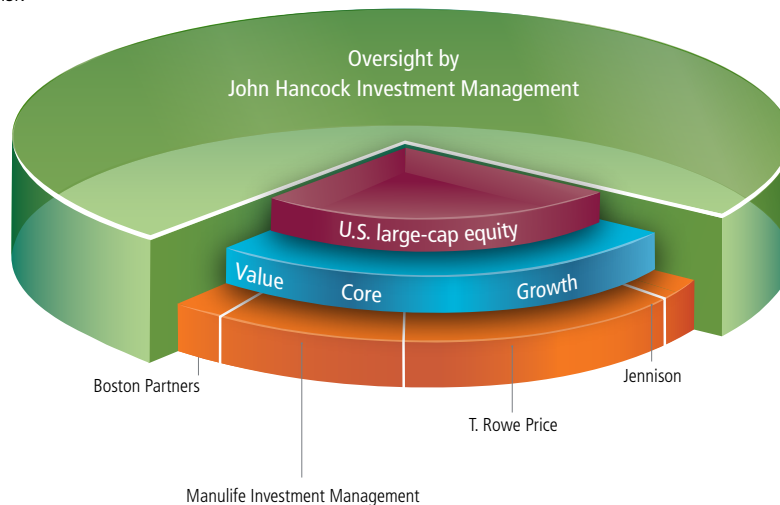 Oversight by
John Hancock Investment Management
U.S. large-cap equity
Value Core Growth
Boston Partners
Jennison
T. Rowe Price
Manulife Investment Management